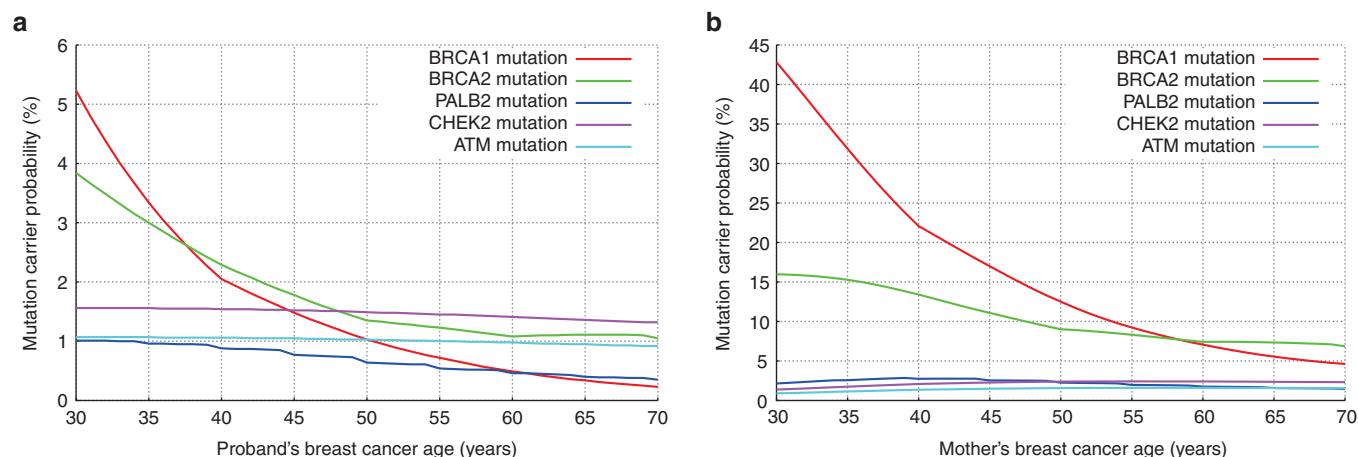 a
6
5
4
3
2
1
0
Mutation carrier probability (%)
BRCA1 mutation
BRCA2 mutation
PALB2 mutation
CHEK2 mutation
ATM mutation
30 35 40 45 50 55 60 65 70
Proband's breast cancer age (years)
b
45
40
35
30
25
20
15
10
5
0
Mutation carrier probability (%)
BRCA1 mutation
BRCA2 mutation
PALB2 mutation
CHEK2 mutation
ATM mutation
30 35 40 45 50 55 60 65 70
Mother's breast cancer age (years)